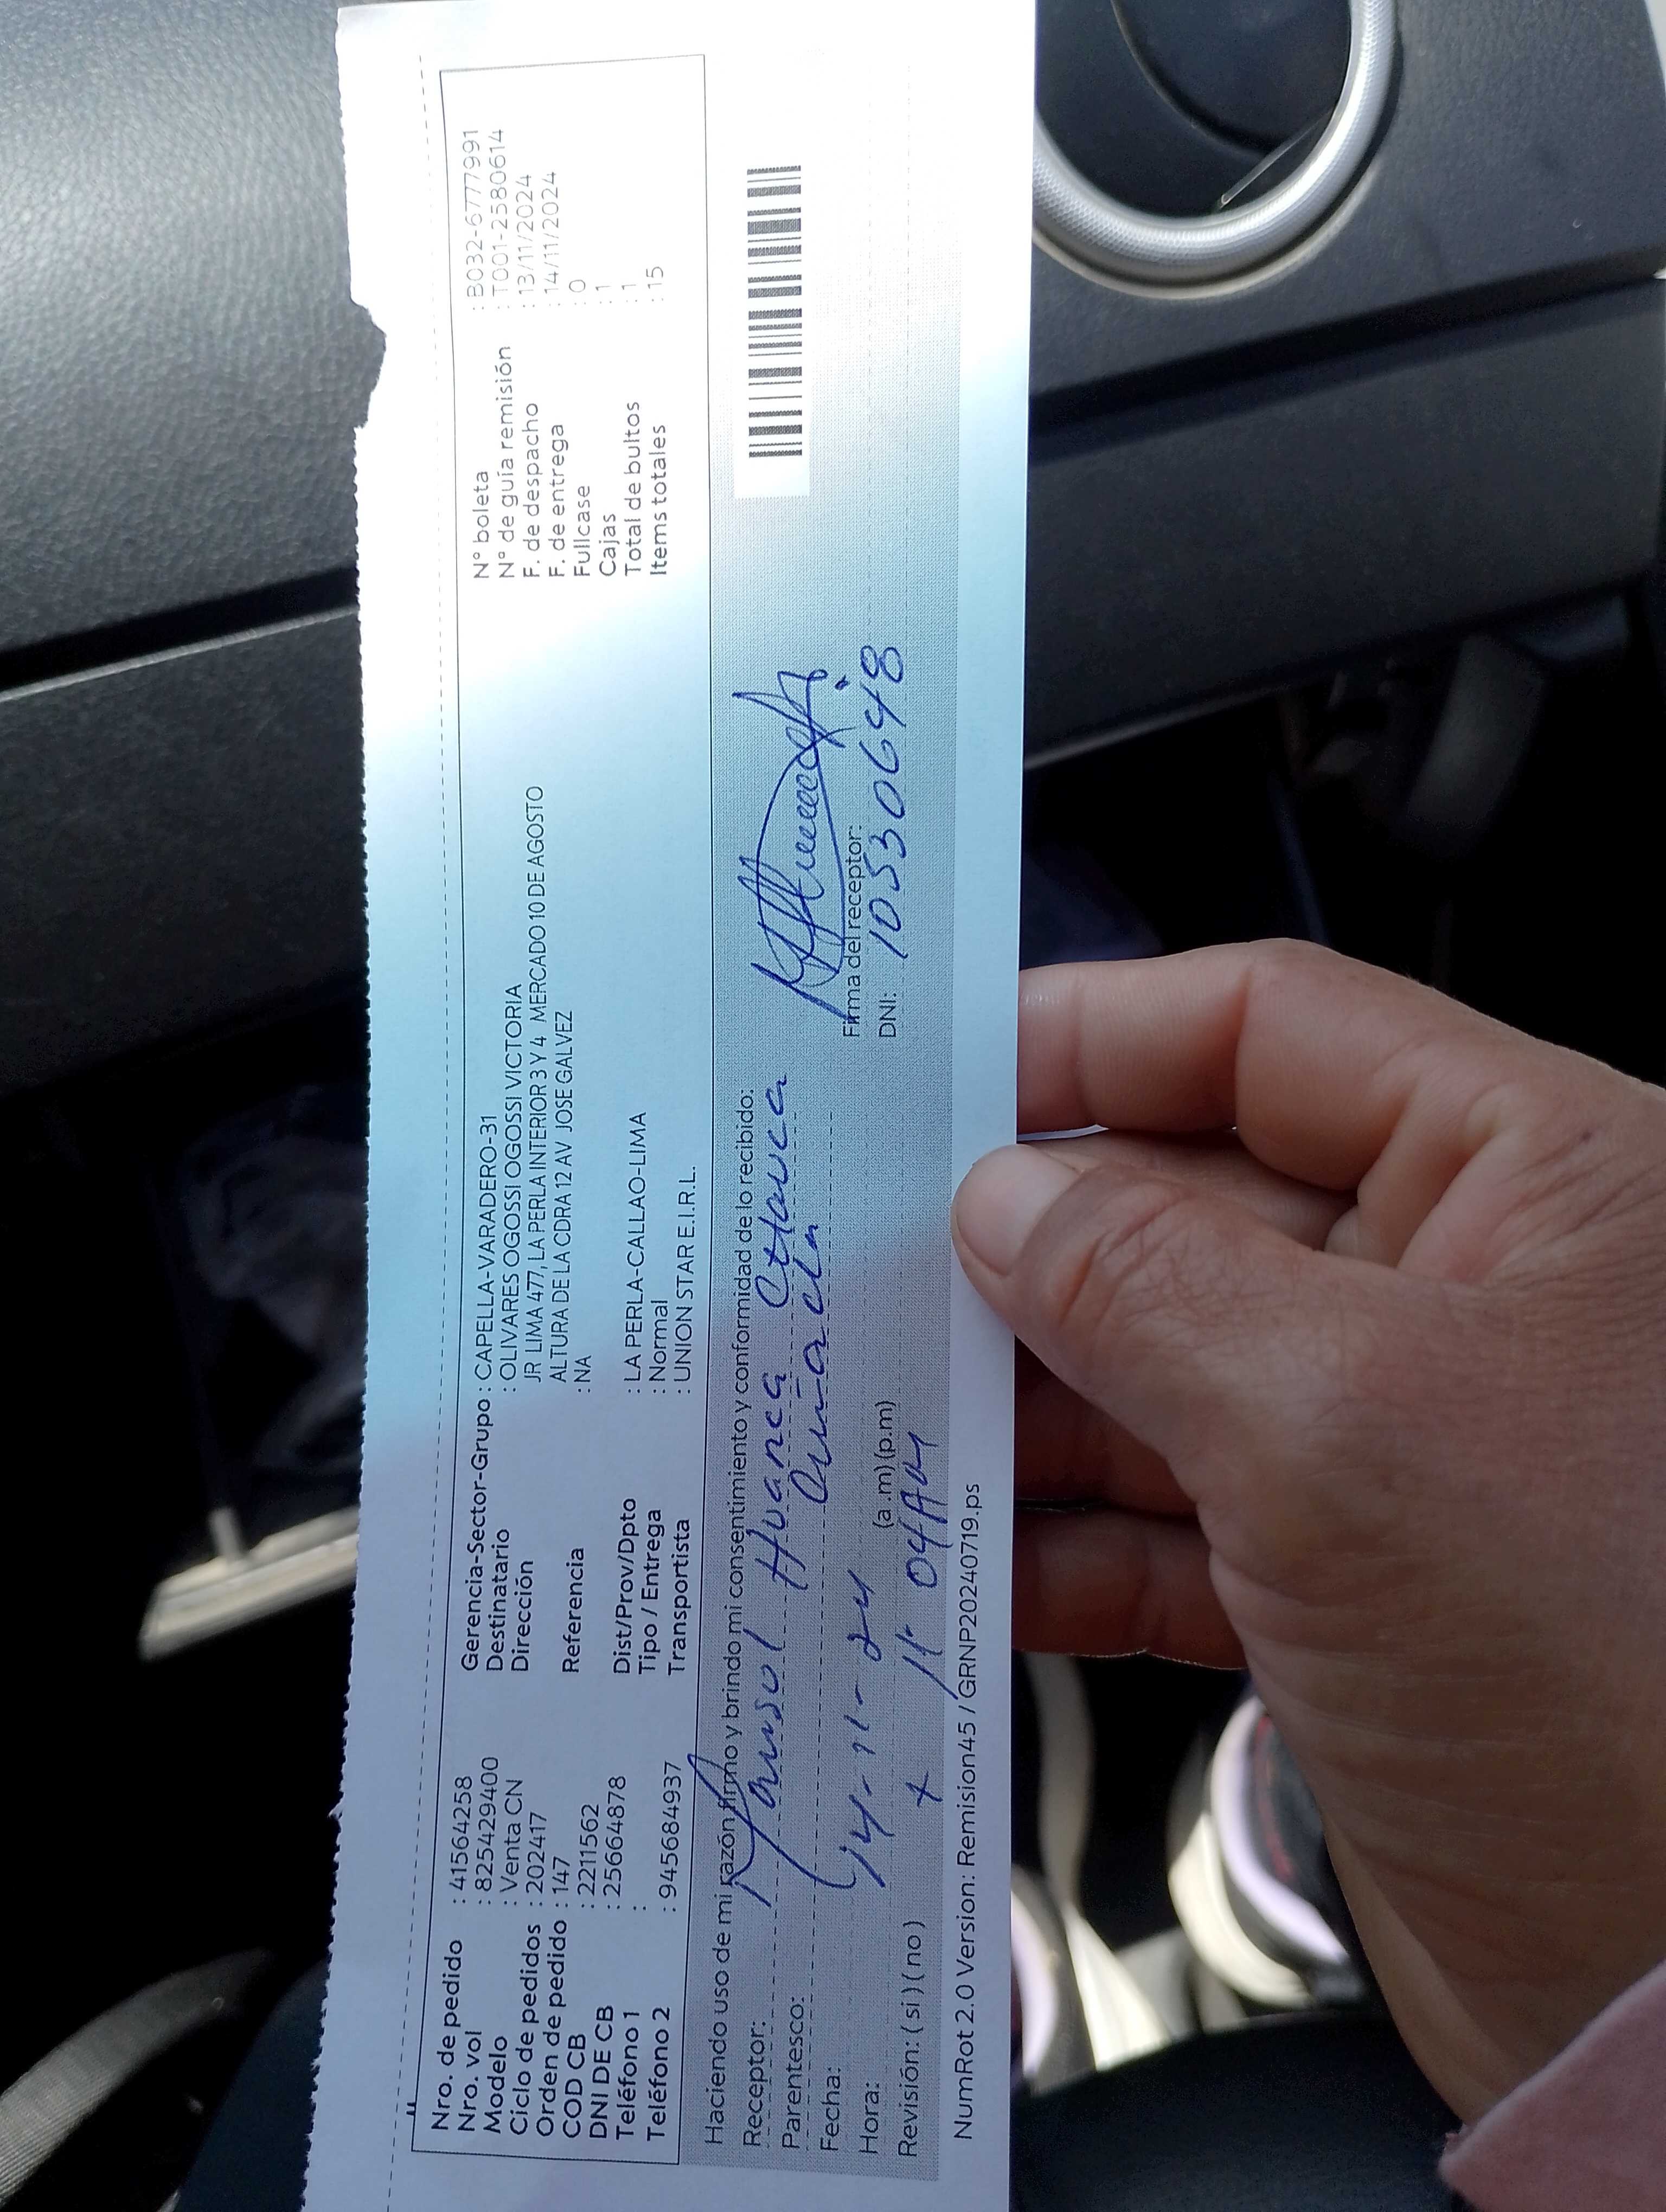 Nro. de pedido : 41564258
Nro. vol : 825429400
Modelo : Venta CN
Ciclo de pedidos : 202417
Orden de pedido : 147
COD CB : 2211562
DNI DE CB : 25664878
Teléfono 1 :
Teléfono 2 : 945684937
Gerencia-Sector-Grupo : CAPELLA-VARADERO-31
Destinatario : OLIVARES OGOSSI OGOSSI VICTORIA
Dirección JR LIMA 477, LA PERLA INTERIOR 3 Y 4 MERCADO 10 DE AGOSTO
ALTURA DE LA CDRA 12 AV JOSE GALVEZ
Referencia : NA
Dist/Prov/Dpto : LA PERLA-CALLAO-LIMA
Tipo / Entrega : Normal
Transportista : UNION STAR E.I.R.L.
N° boleta : B032-67777991
N° de guía remisión : T001-2580614
F. de despacho : 13/11/2024
F. de entrega : 14/11/2024
Fullcase : 0
Cajas : 1
Total de bultos : 1
Items totales : 15
Haciendo uso de mi razón firmo y brindo mi consentimiento y conformidad de lo recibido:
Receptor: Huanca
Parentesco:
Fecha: 14-11-24
Hora: 11:04AM (a.m) (p.m)
Revisión: ( si ) ( no )
Firma del receptor:
DNI: 10530648
NumRot 2.0 Version: Remision45 / GRNP20240719.ps